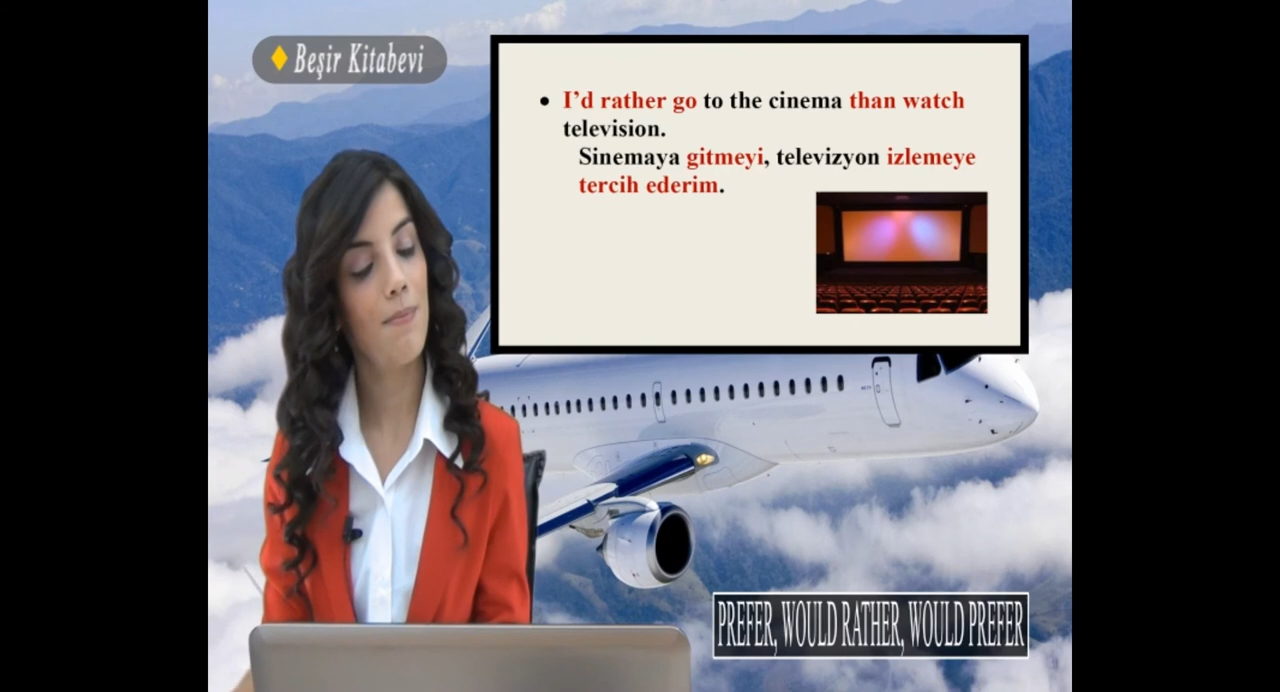 Beşir Kitabevi
• I’d rather go to the cinema than watch
television.
Sinemaya gitmeyi, televizyon izlemeye
tercih ederim.
PREFER, WOULD RATHER, WOULD PREFER